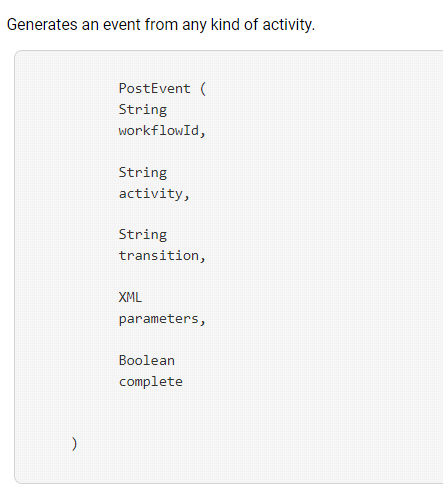 Generates an event from any kind of activity.
PostEvent (
String
workflowId,
String
activity,
String
transition,
XML
parameters,
Boolean
complete
)